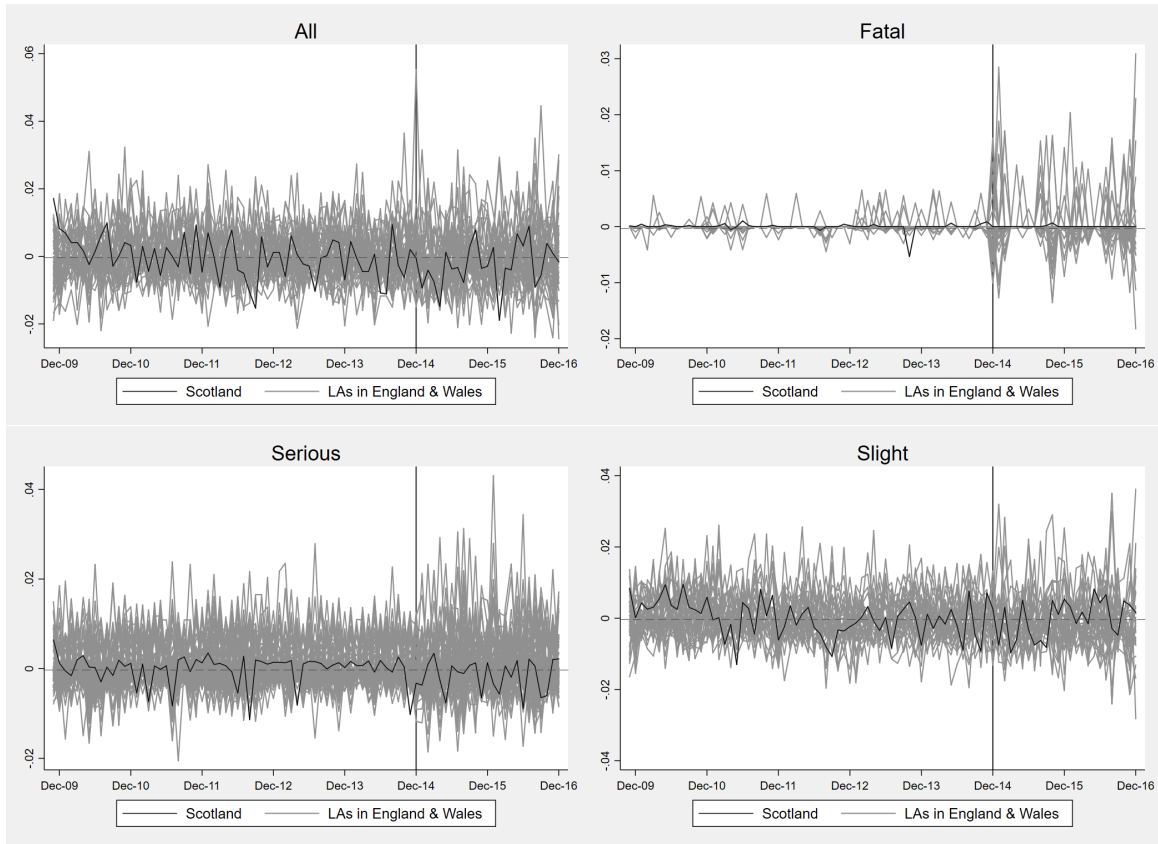 All
.06
.04
.02
0
-.02
Dec-09 Dec-10 Dec-11 Dec-12 Dec-13 Dec-14 Dec-15 Dec-16
Scotland LAs in England & Wales
Fatal
.03
.02
.01
0
-.01
-.02
Dec-09 Dec-10 Dec-11 Dec-12 Dec-13 Dec-14 Dec-15 Dec-16
Scotland LAs in England & Wales
Serious
.04
.02
0
-.02
Dec-09 Dec-10 Dec-11 Dec-12 Dec-13 Dec-14 Dec-15 Dec-16
Scotland LAs in England & Wales
Slight
.04
.02
0
-.02
-.04
Dec-09 Dec-10 Dec-11 Dec-12 Dec-13 Dec-14 Dec-15 Dec-16
Scotland LAs in England & Wales